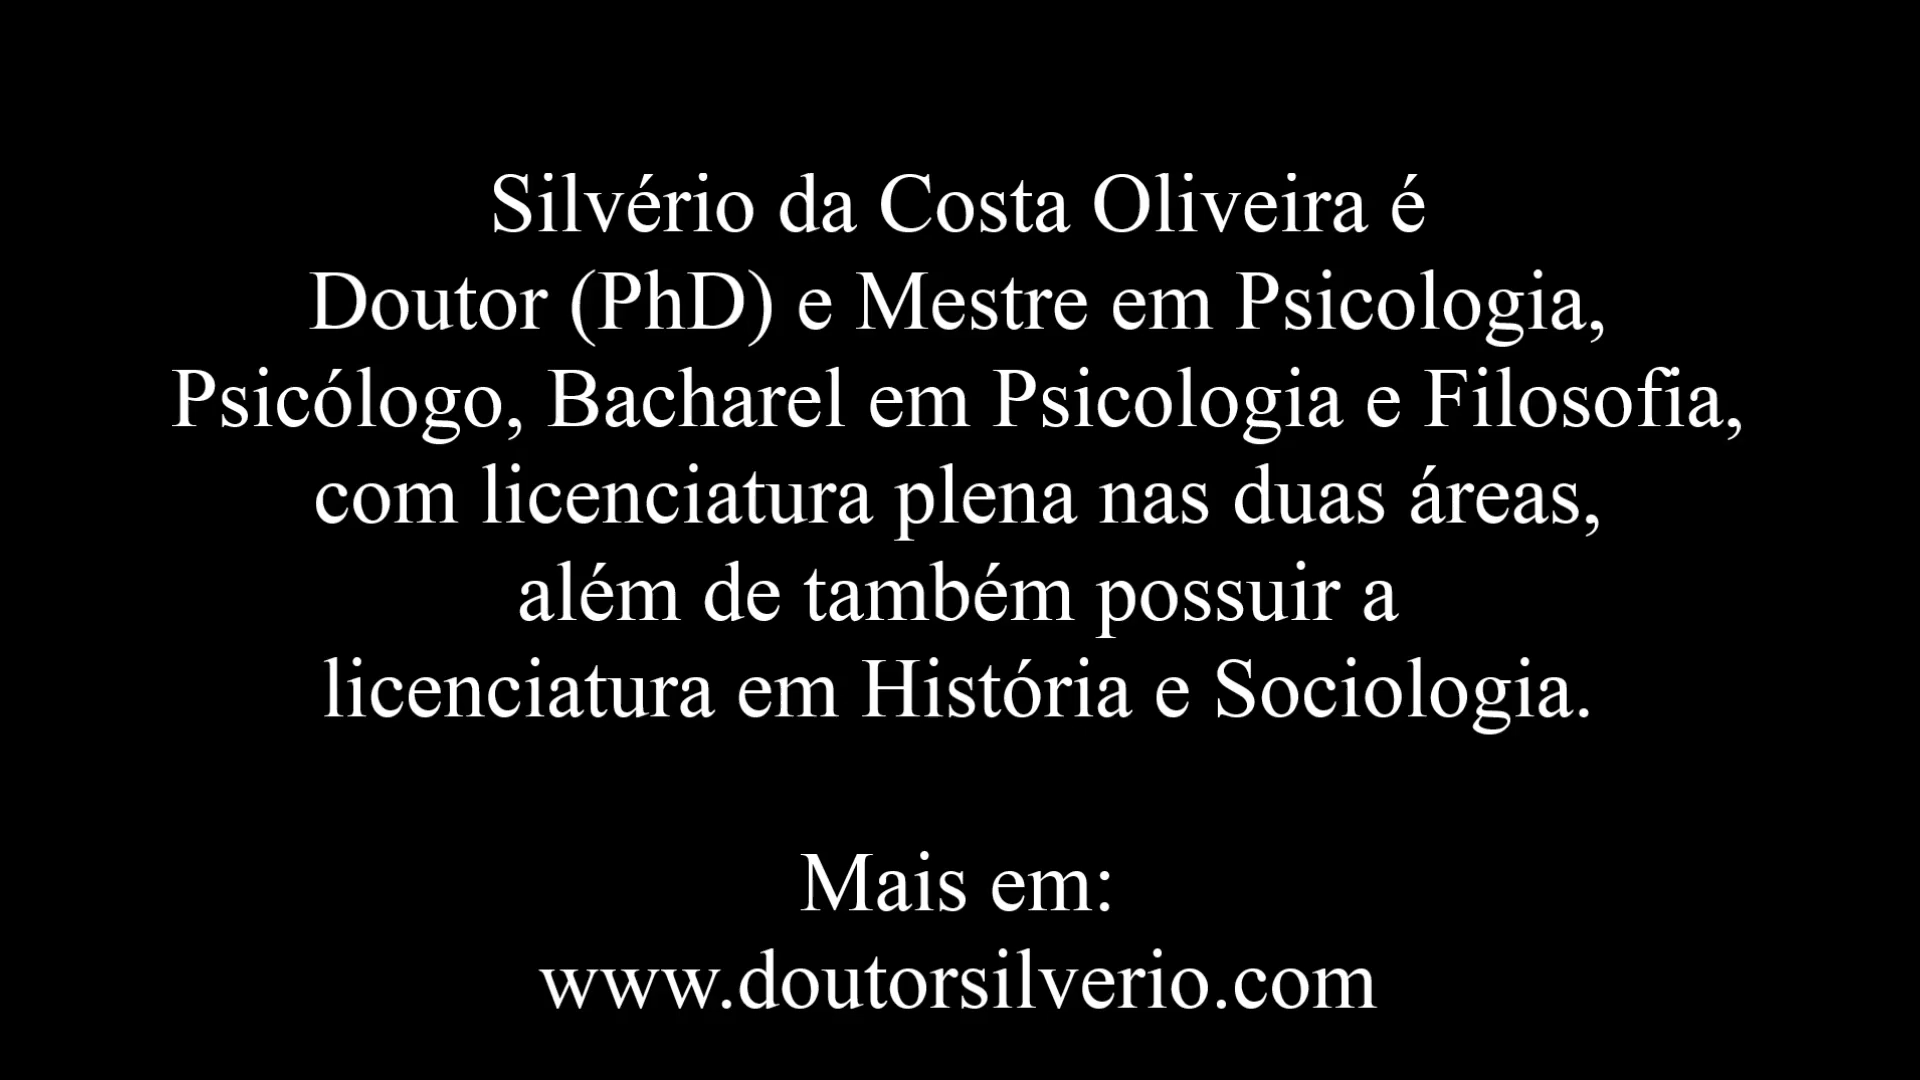 Silvério da Costa Oliveira é
Doutor (PhD) e Mestre em Psicologia,
Psicólogo, Bacharel em Psicologia e Filosofia,
com licenciatura plena nas duas áreas,
além de também possuir a
licenciatura em História e Sociologia.
Mais em:
www.doutorsilverio.com